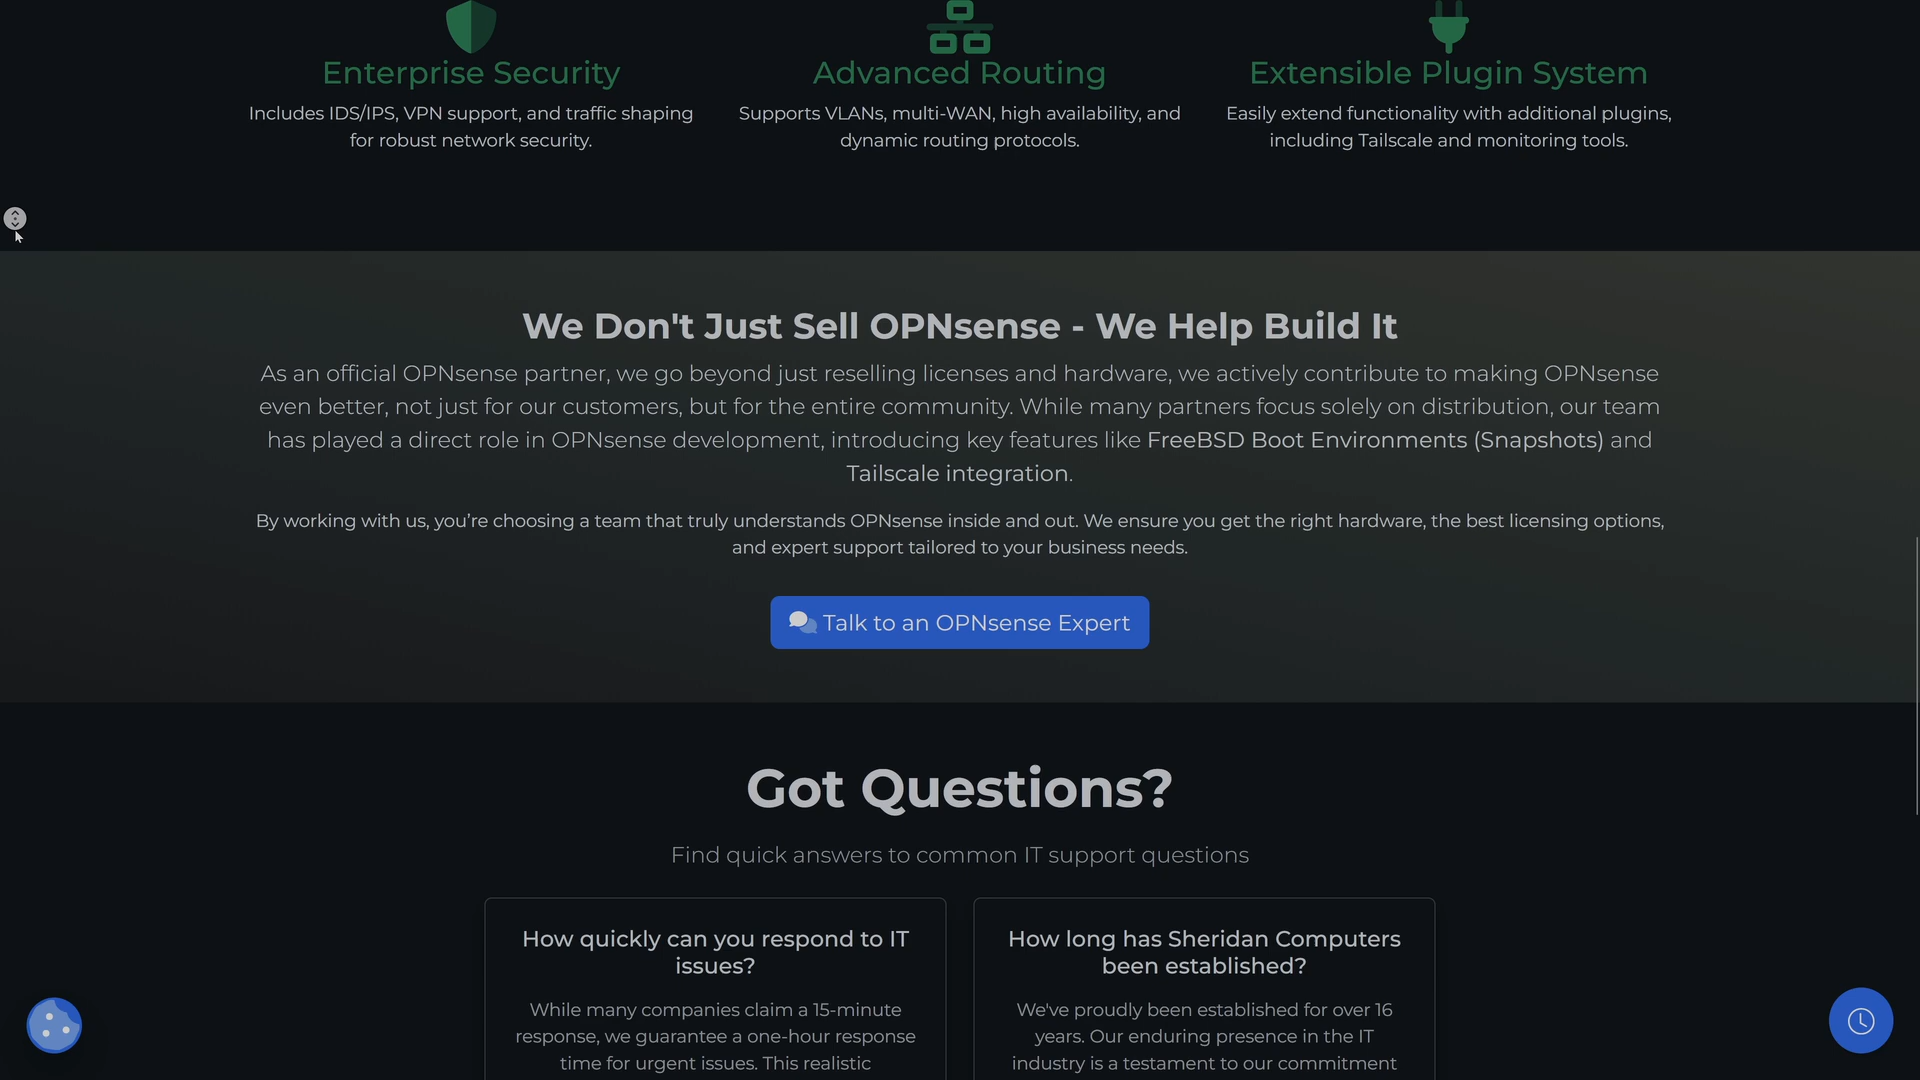 Enterprise Security
Advanced Routing
Extensible Plugin System
Includes IDS/IPS, VPN support, and traffic shaping
for robust network security.
Supports VLANs, multi-WAN, high availability, and
dynamic routing protocols.
Easily extend functionality with additional plugins,
including Tailscale and monitoring tools.
We Don't Just Sell OPNsense - We Help Build It
As an official OPNsense partner, we go beyond just reselling licenses and hardware, we actively contribute to making OPNsense
even better, not just for our customers, but for the entire community. While many partners focus solely on distribution, our team
has played a direct role in OPNsense development, introducing key features like FreeBSD Boot Environments (Snapshots) and
Tailscale integration.
By working with us, you’re choosing a team that truly understands OPNsense inside and out. We ensure you get the right hardware, the best licensing options,
and expert support tailored to your business needs.
Talk to an OPNsense Expert
Got Questions?
Find quick answers to common IT support questions
How quickly can you respond to IT
issues?
While many companies claim a 15-minute
response, we guarantee a one-hour response
time for urgent issues. This realistic
How long has Sheridan Computers
been established?
We've proudly been established for over 16
years. Our enduring presence in the IT
industry is a testament to our commitment